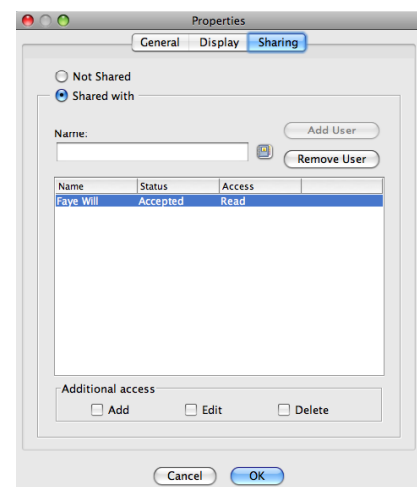 Properties
General Display Sharing
Not Shared
Shared with
Name:
Add User
Remove User
Name Status Access
Faye Will Accepted Read
Additional access
Add Edit Delete
Cancel OK